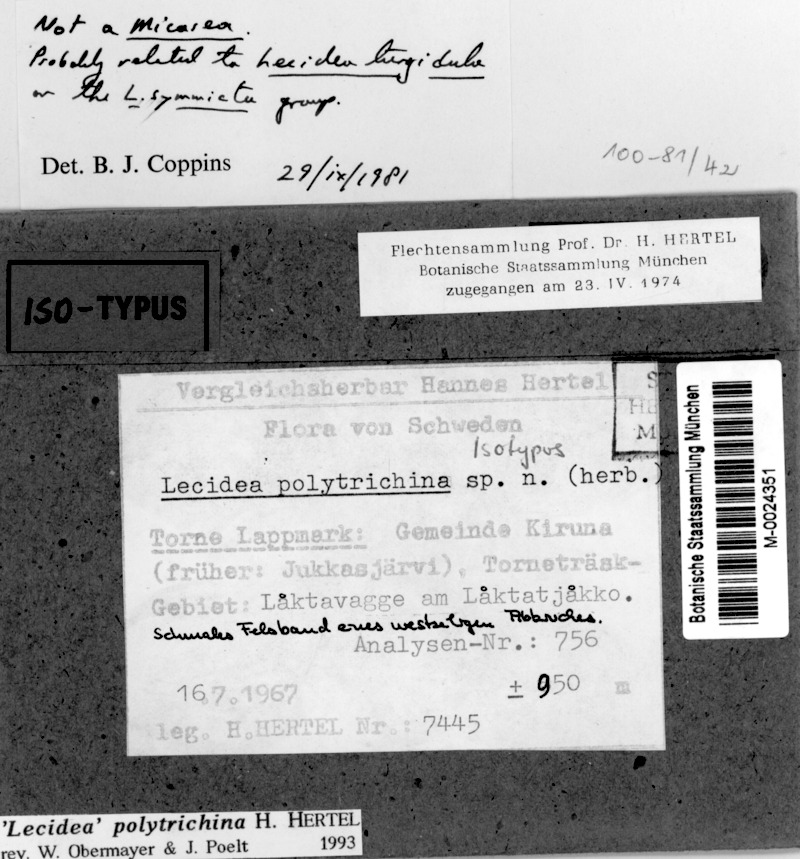 Not a Micarea.
Probably related to Lecidea turgidula
or the L. symmicta group.
Det. B. J. Coppins 29/ix/1981
100-81/42
Flechtensammlung Prof. Dr. H. HERTEL
Botanische Staatssammlung München
zugegangen am 23. IV. 1974
ISO-TYPUS
Vergleichsherbar Hannes Hertel
Flora von Schweden
Isotypus
Lecidea polytrichina sp. n. (herb.)
Torne Lappmark: Gemeinde Kiruna
(früher: Jukkasjärvi), Torneträsk-
Gebiet: Låktavagge am Låktatjåkko.
Schmales Felsband eines westseitigen Abbruches.
Analysen-Nr.: 756
16.7.1967 ± 950 m
leg. H.HERTEL Nr.: 7445
S
HE
M
Botanische Staatssammlung München
M-0024351
'Lecidea' polytrichina H. HERTEL
rev. W. Obermayer & J. Poelt 1993